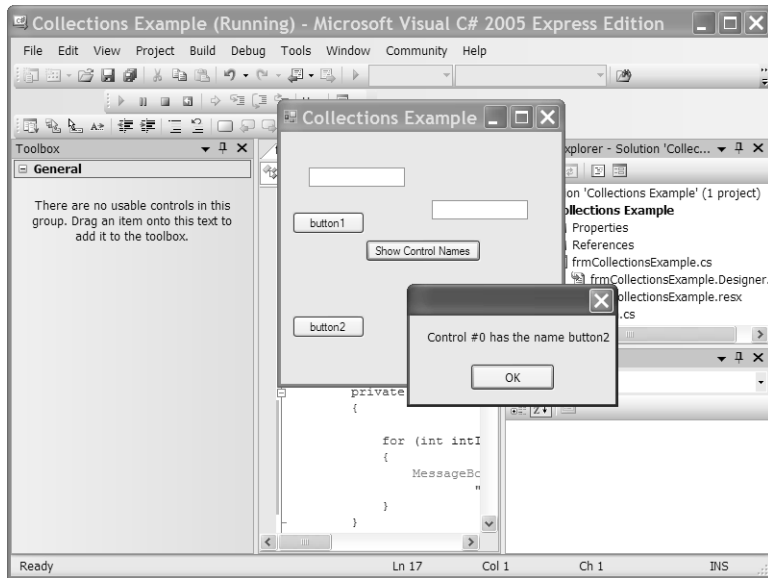 Collections Example (Running) - Microsoft Visual C# 2005 Express Edition
File Edit View Project Build Debug Tools Window Community Help
Toolbox
General
There are no usable controls in this
group. Drag an item onto this text to
add it to the toolbox.
Collections Example
button1
Show Control Names
button2
Control #0 has the name button2
OK
xplorer - Solution 'Collec...
on 'Collections Example' (1 project)
ollections Example
Properties
References
frmCollectionsExample.cs
frmCollectionsExample.Designer.
ollectionsExample.resx
.cs
private
{
for (int intI
{
MessageBo
"
}
}
Ready Ln 17 Col 1 Ch 1 INS